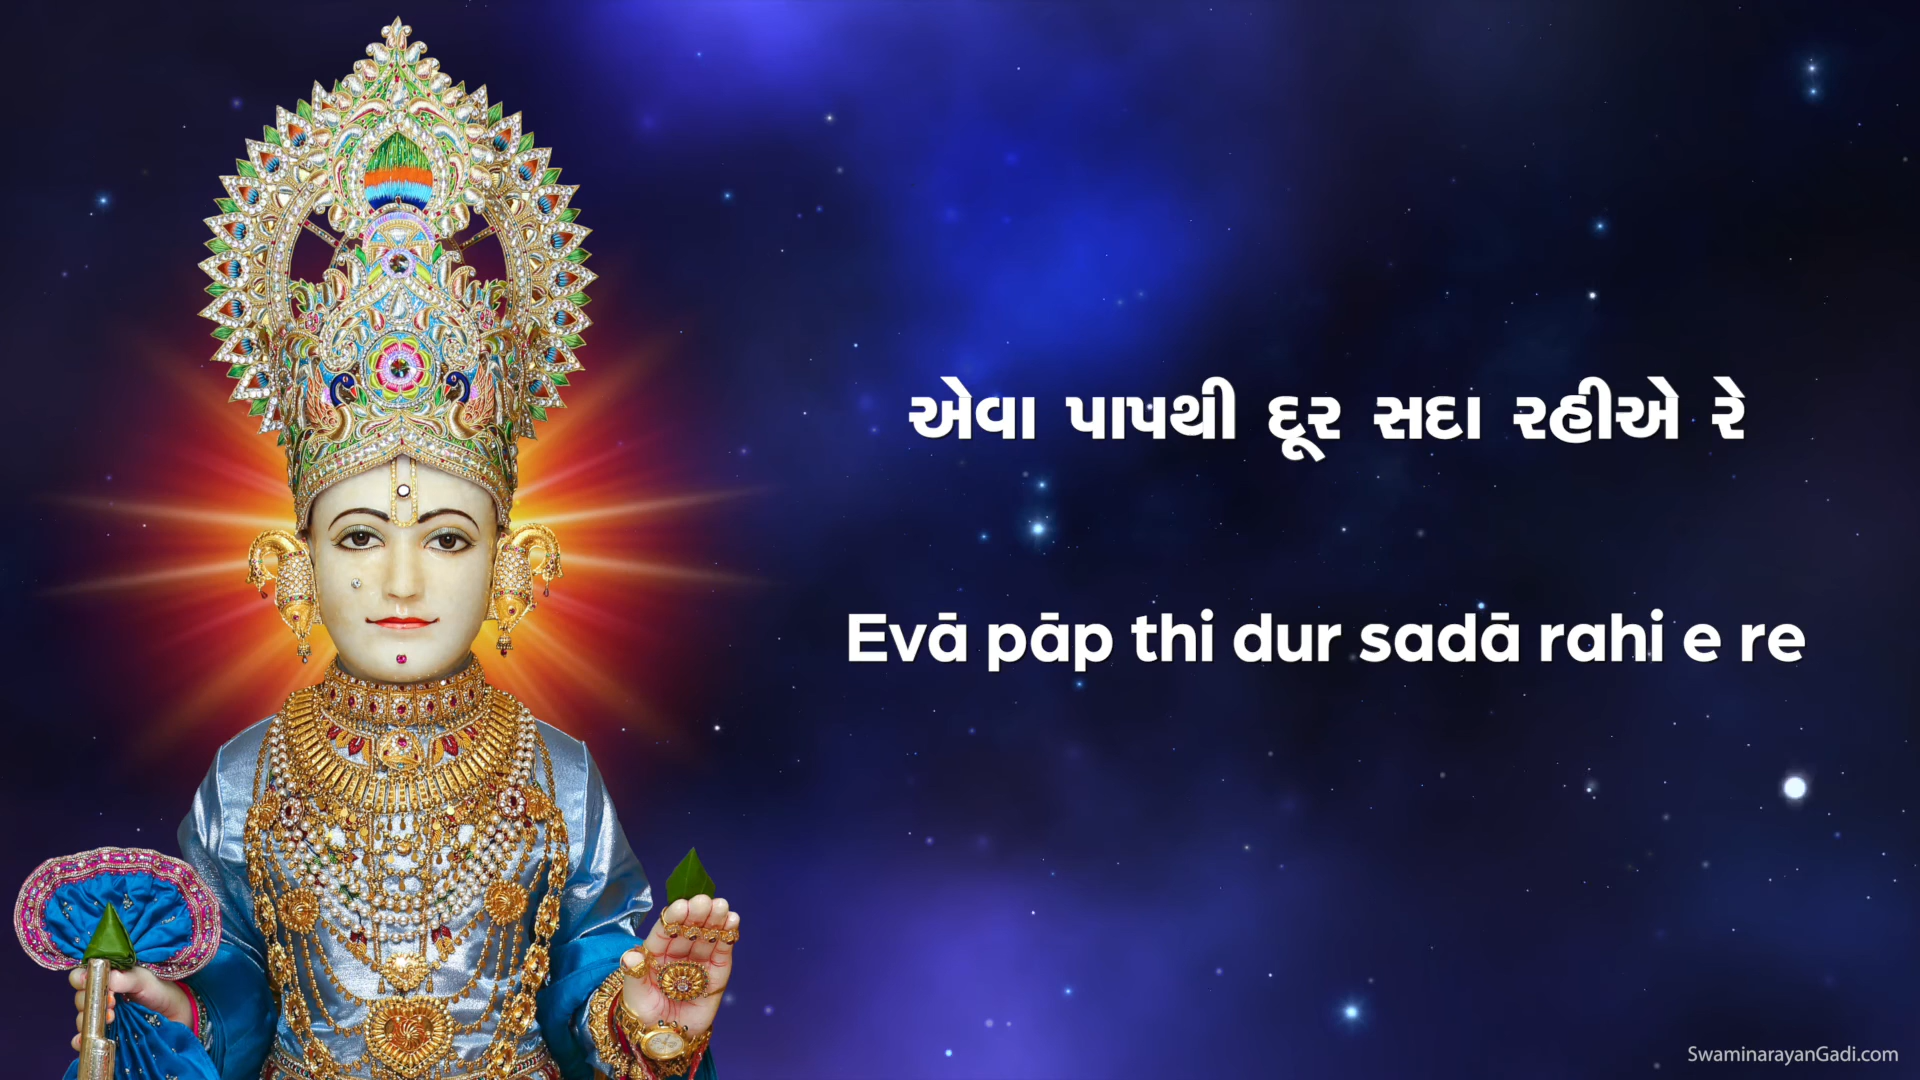 એવા પાપથી દૂર સદા રહીએ રે
Evā pāp thi dur sadā rahi e re
SwaminarayanGadi.com